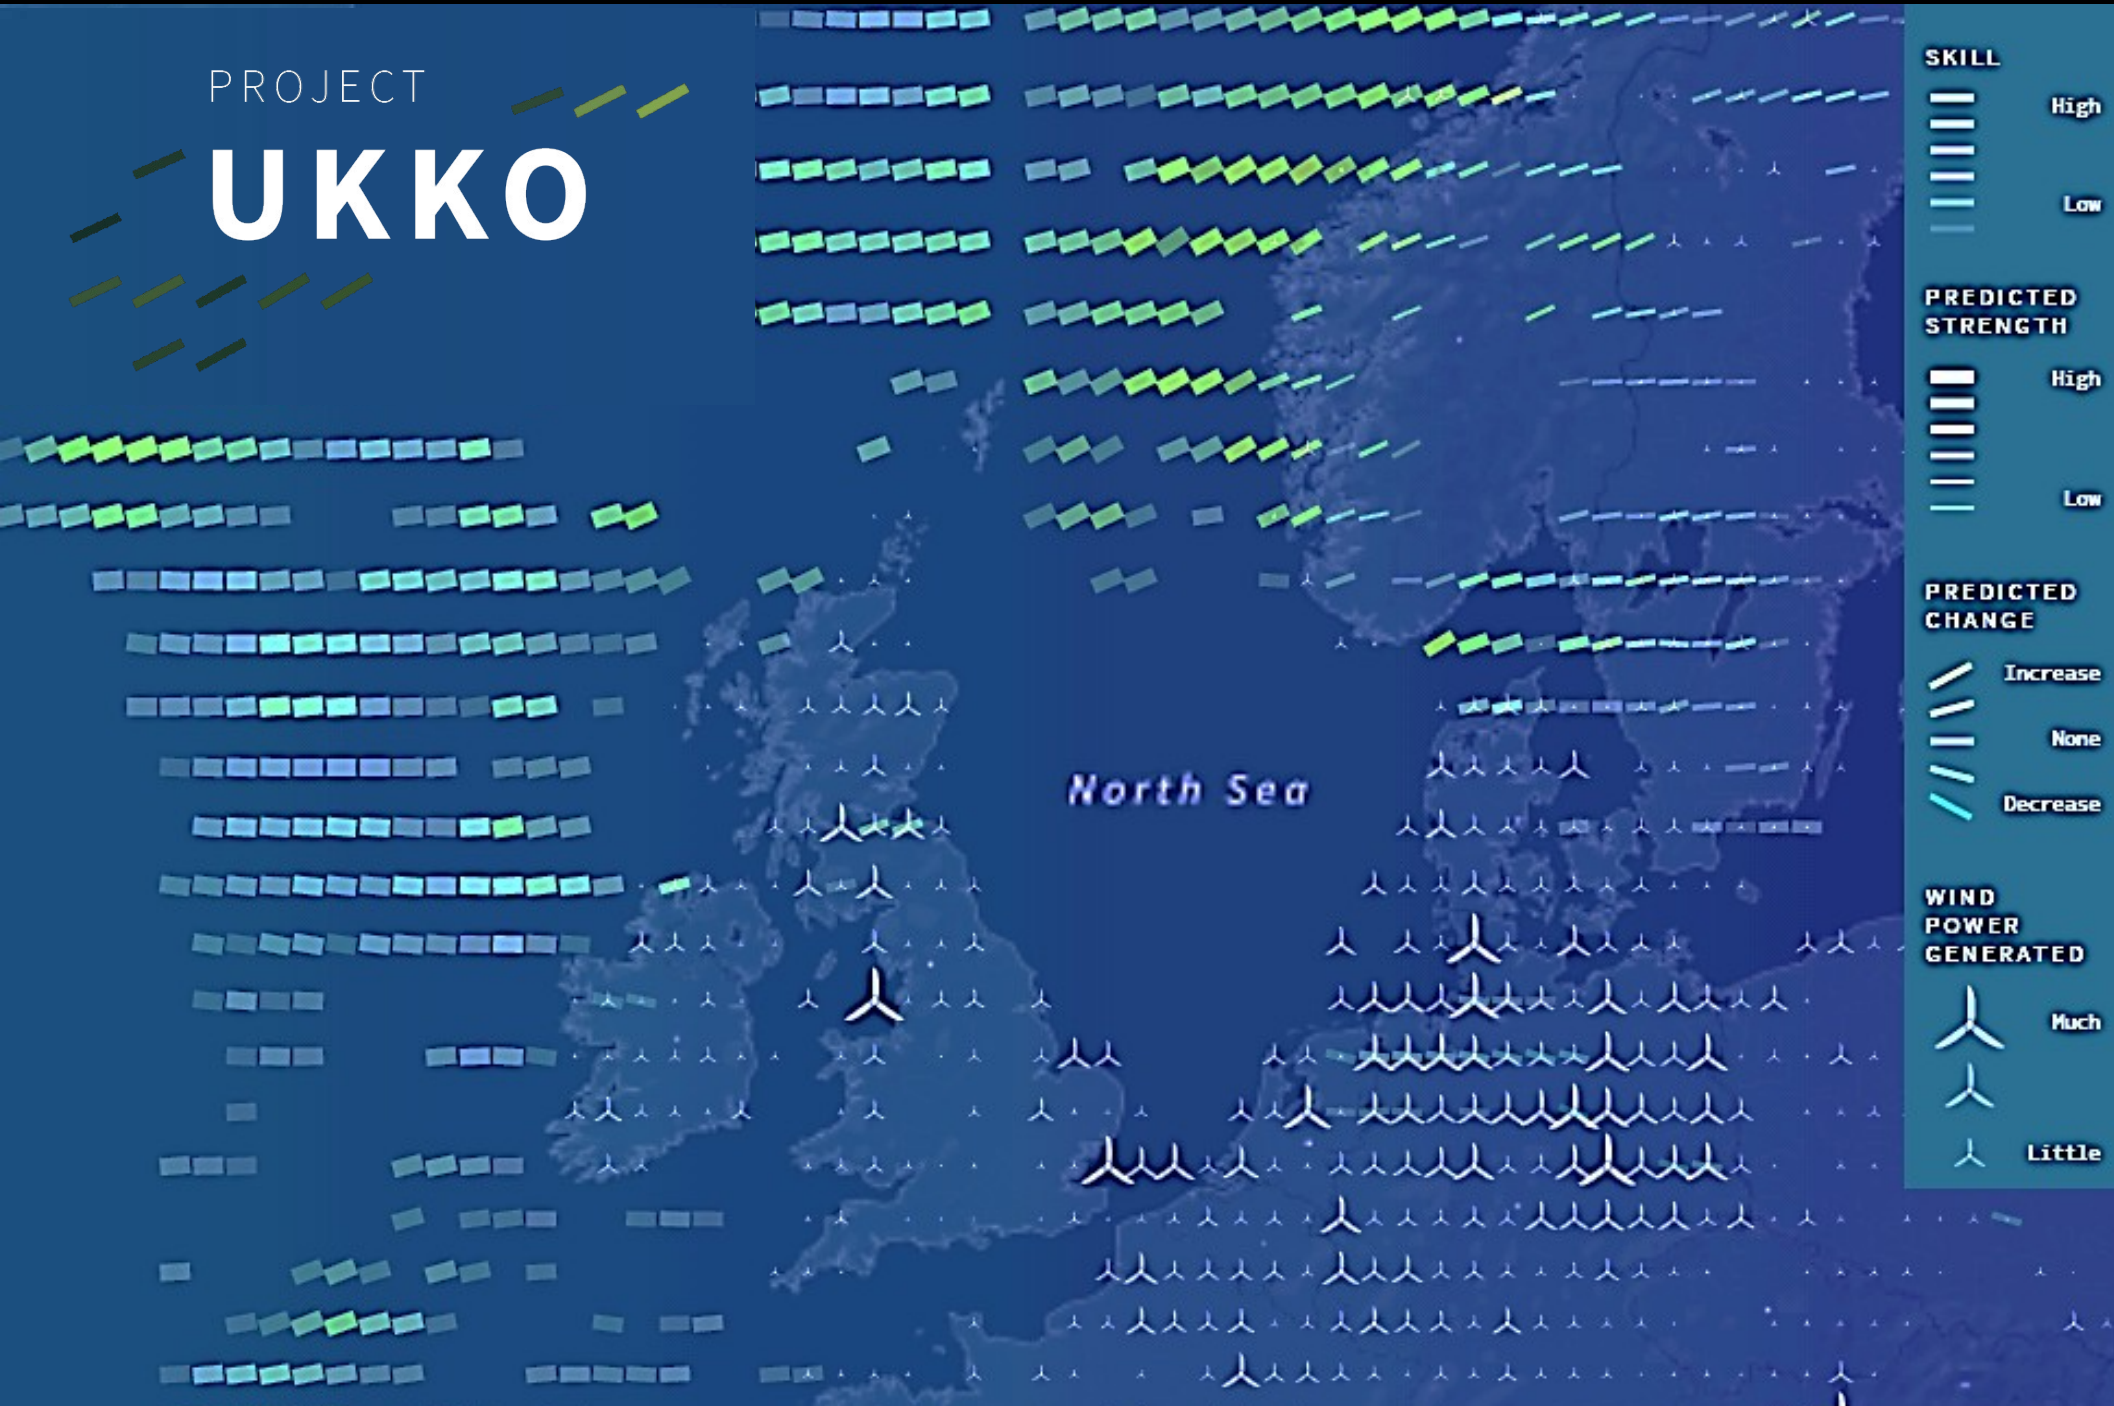 PROJECT
UKKO
North Sea
SKILL
High
Low
PREDICTED
STRENGTH
High
Low
PREDICTED
CHANGE
Increase
None
Decrease
WIND
POWER
GENERATED
Much
Little